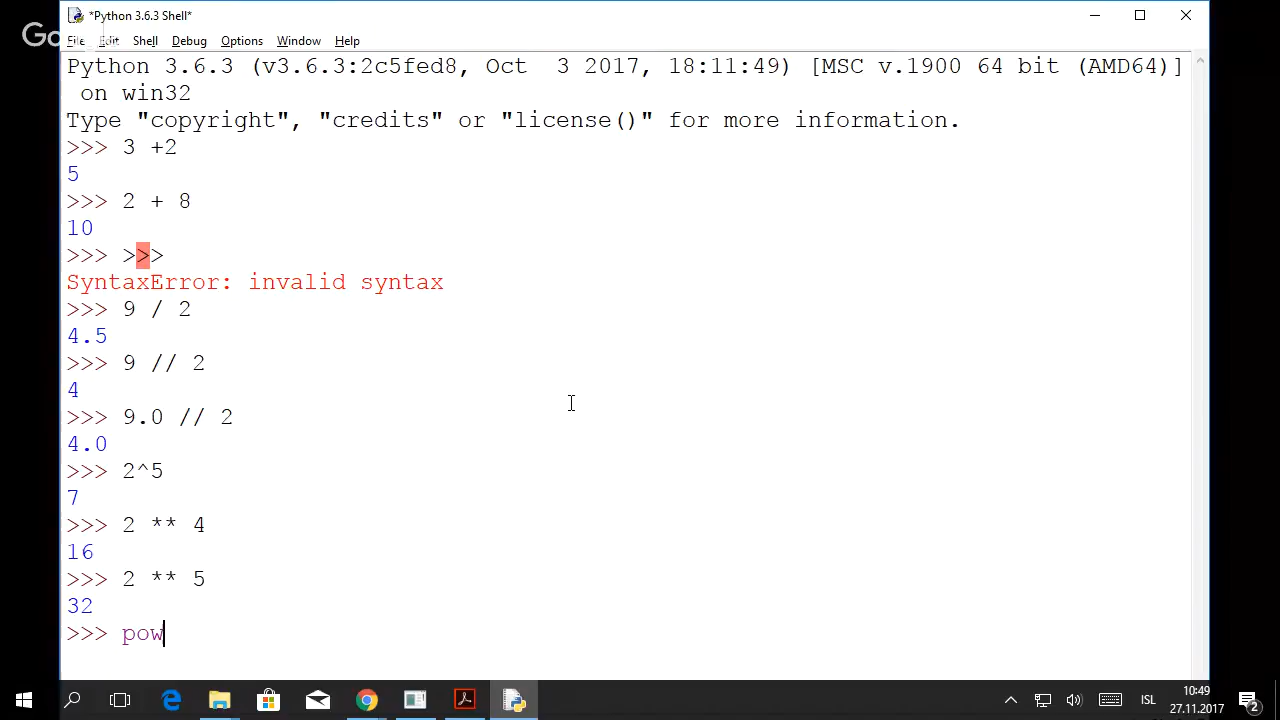 *Python 3.6.3 Shell*
File Edit Shell Debug Options Window Help
Python 3.6.3 (v3.6.3:2c5fed8, Oct  3 2017, 18:11:49) [MSC v.1900 64 bit (AMD64)]
 on win32
Type "copyright", "credits" or "license()" for more information.
>>> 3 +2
5
>>> 2 + 8
10
>>> >>>
SyntaxError: invalid syntax
>>> 9 / 2
4.5
>>> 9 // 2
4
>>> 9.0 // 2
4.0
>>> 2^5
7
>>> 2 ** 4
16
>>> 2 ** 5
32
>>> pow
ISL
10:49
27.11.2017
2